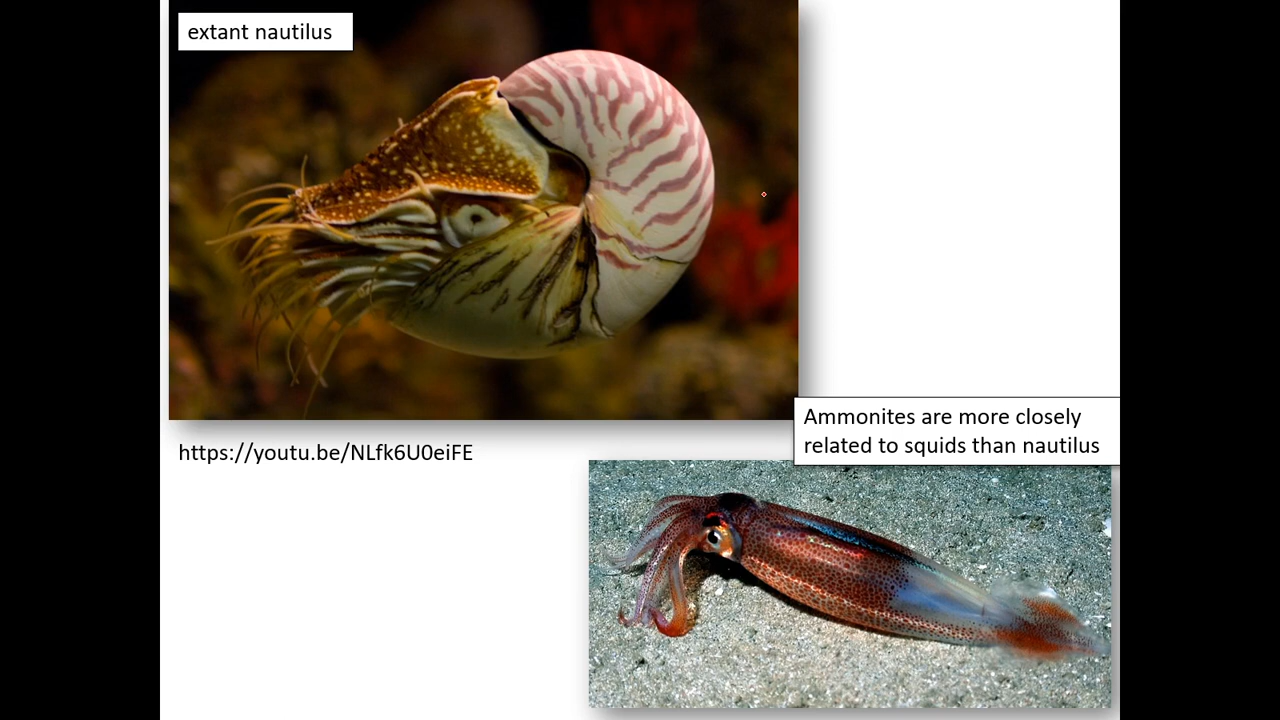 extant nautilus
Ammonites are more closely
related to squids than nautilus
https://youtu.be/NLfk6U0eiFE